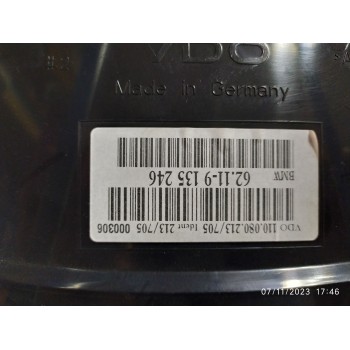 VDO
Made in Germany
VDO 110.080.213/705 Ident 213/705 000306
62.11-9 135 246
BMW
07/11/2023 17:46